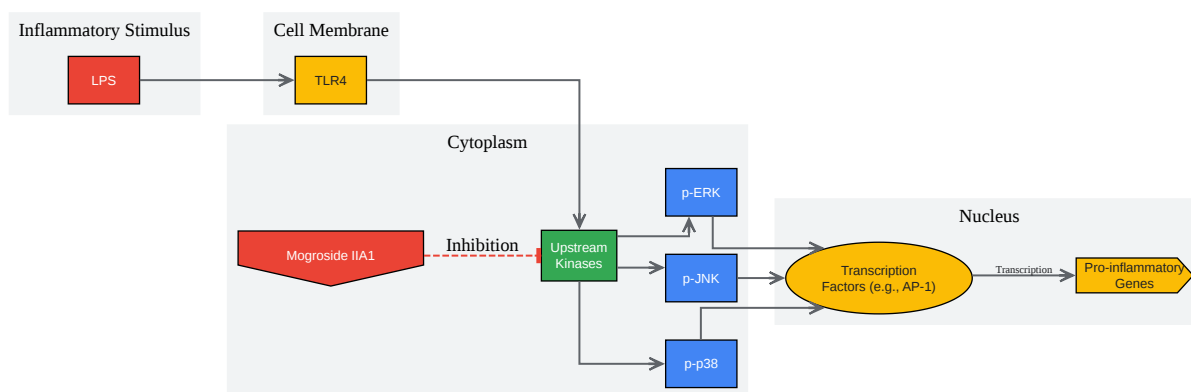 Inflammatory Stimulus
Cell Membrane
LPS
TLR4
Cytoplasm
p-ERK
Nucleus
Mogroside IIA1
Inhibition
Upstream
Kinases
p-JNK
Transcription
Factors (e.g., AP-1)
Transcription
Pro-inflammatory
Genes
p-p38